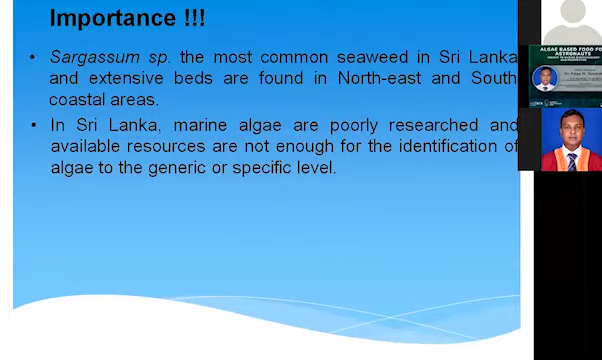 Importance !!!
• Sargassum sp. the most common seaweed in Sri Lanka
and extensive beds are found in North-east and South
coastal areas.
• In Sri Lanka, marine algae are poorly researched and
available resources are not enough for the identification of
algae to the generic or specific level.
ALGAE BASED FOOD FOR
ASTRONAUTS